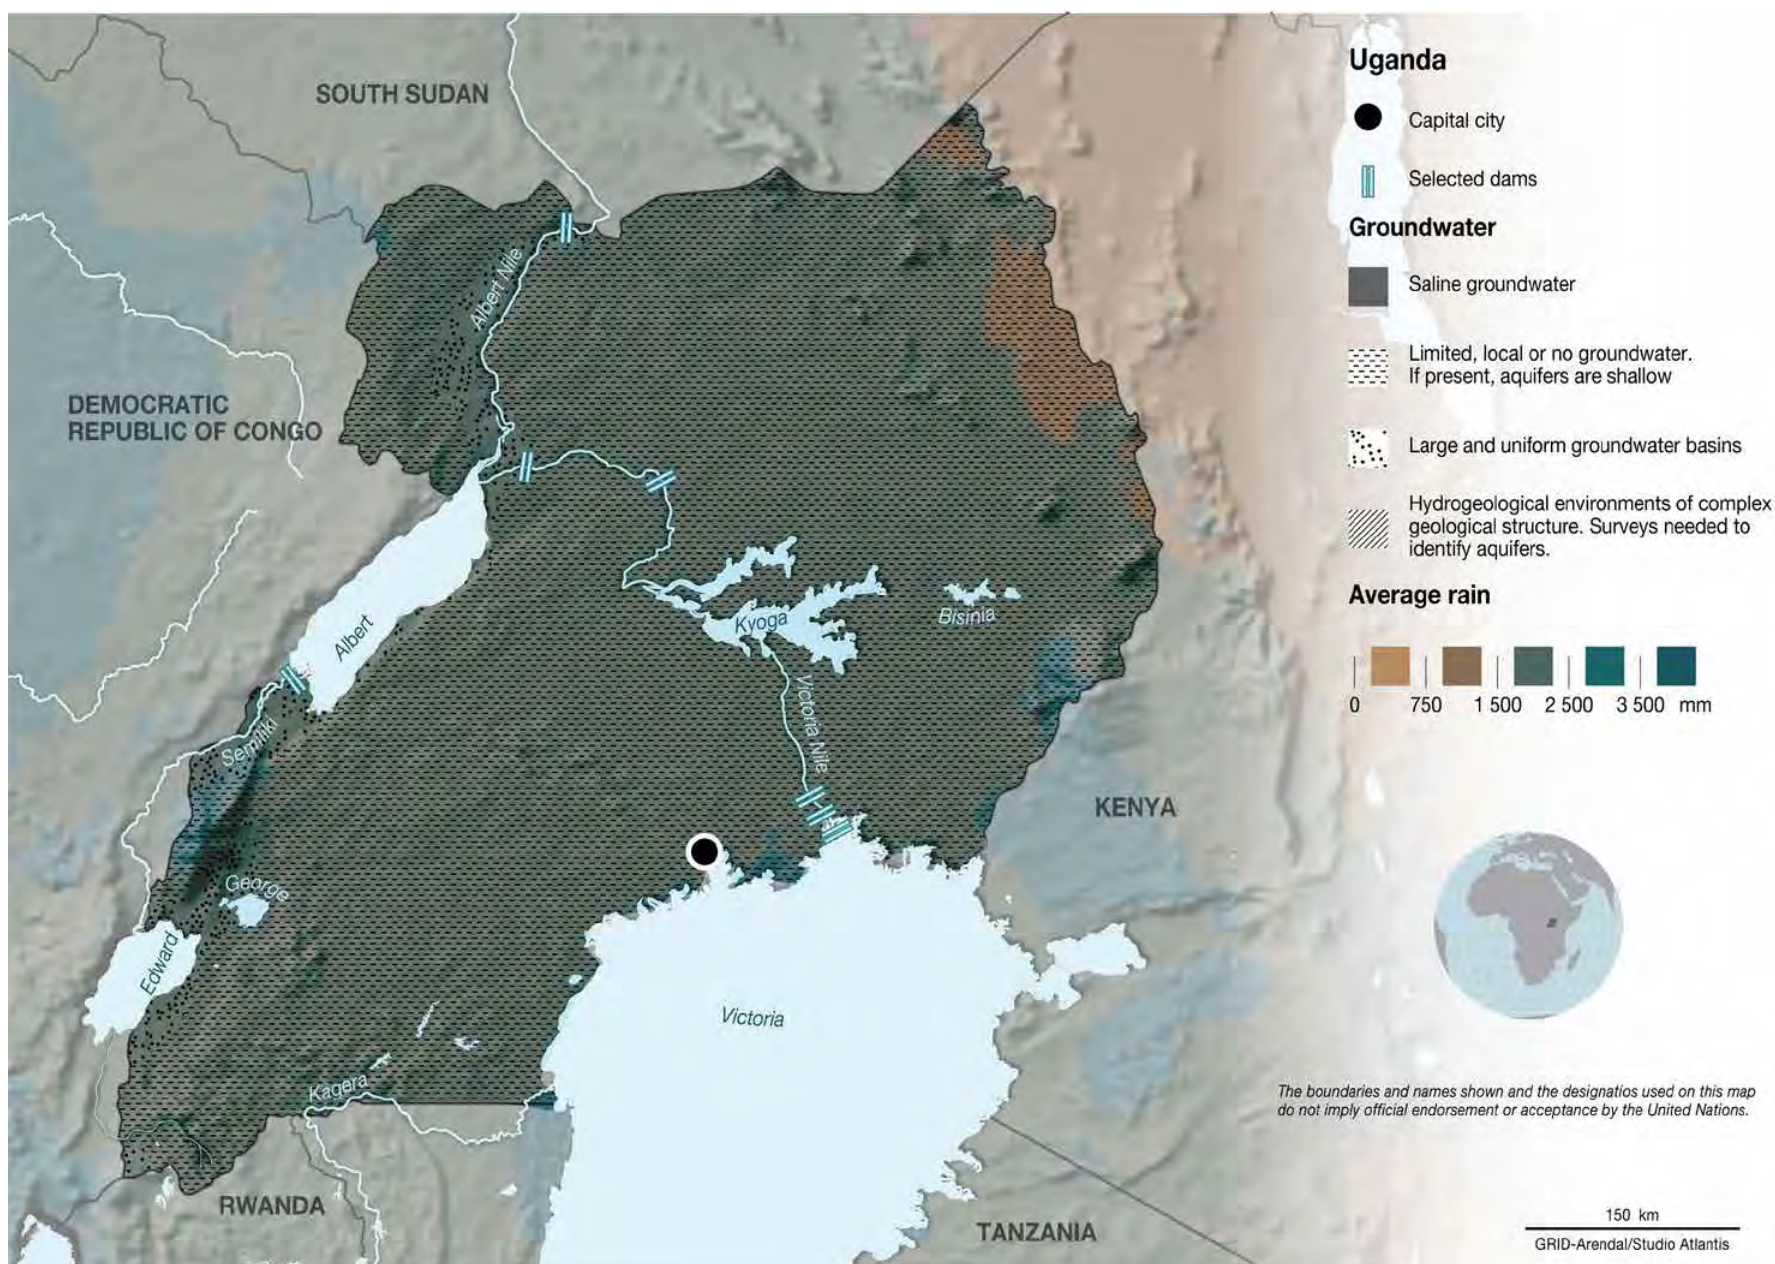 SOUTH SUDAN
Albert Nile
DEMOCRATIC
REPUBLIC OF CONGO
Albert
Kyoga
Bisinia
Victoria Nile
Semiliki
KENYA
George
Edward
Victoria
Kagera
RWANDA
TANZANIA
Uganda
Capital city
Selected dams
Groundwater
Saline groundwater
Limited, local or no groundwater.
If present, aquifers are shallow
Large and uniform groundwater basins
Hydrogeological environments of complex
geological structure. Surveys needed to
identify aquifers.
Average rain
0 750 1 500 2 500 3 500 mm
The boundaries and names shown and the designatios used on this map
do not imply official endorsement or acceptance by the United Nations.
150 km
GRID-Arendal/Studio Atlantis